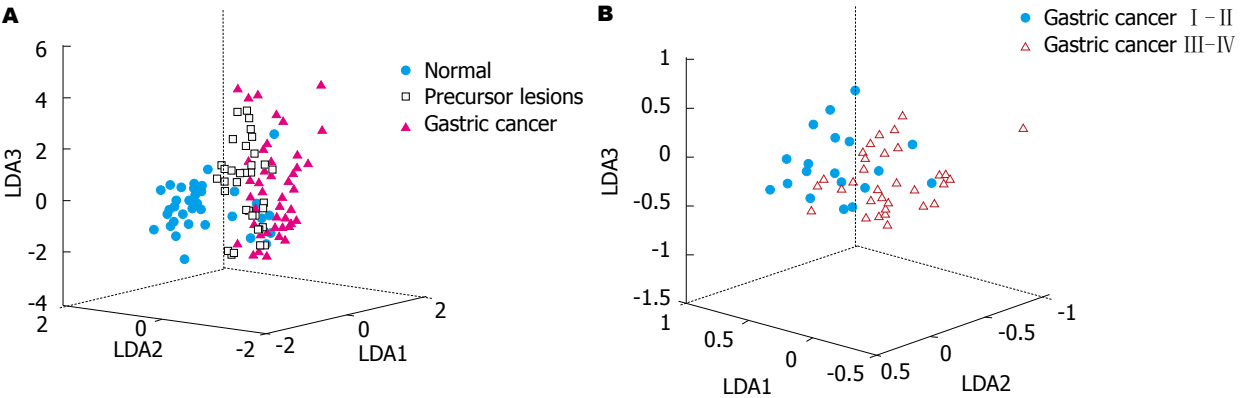 A
6
4
2
0
-2
-4
LDA3
2
0
-2
LDA2
-2
0
2
LDA1
Normal
Precursor lesions
Gastric cancer
B
1
0.5
0
-0.5
-1
-1.5
LDA3
1
0.5
0
-0.5
LDA1
0.5
0
-0.5
-1
LDA2
Gastric cancer Ⅰ-Ⅱ
Gastric cancer Ⅲ-Ⅳ